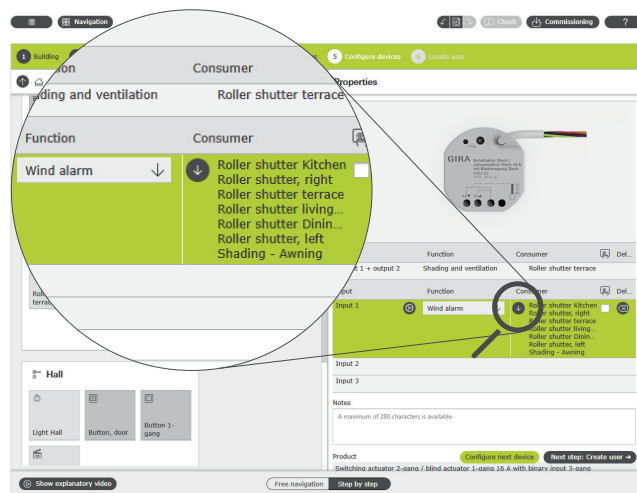 Navigation
Check
Commissioning
?
1 Building
5 Configure devices
6 Create user
Consumer
ding and ventilation
Roller shutter terrace
Function
Consumer
Wind alarm
Roller shutter Kitchen
Roller shutter, right
Roller shutter terrace
Roller shutter living...
Roller shutter Dinin...
Roller shutter, left
Shading - Awning
Hall
Light Hall
Button, door
Button 1-
gang
Properties
GIRA
Function
Consumer
Del...
1 + output 2
Shading and ventilation
Roller shutter terrace
Function
Del...
Input 1
Wind alarm
Roller shutter Kitchen
Roller shutter, right
Roller shutter terrace
Roller shutter living...
Roller shutter Dinin...
Roller shutter, left
Shading - Awning
Input 2
Input 3
Notes
A maximum of 280 characters is available.
Product
Configure next device
Next step: Create user
Switching actuator 2-gang / blind actuator 1-gang 16 A with binary input 3-gang
Show explanatory video
Free navigation
Step by step